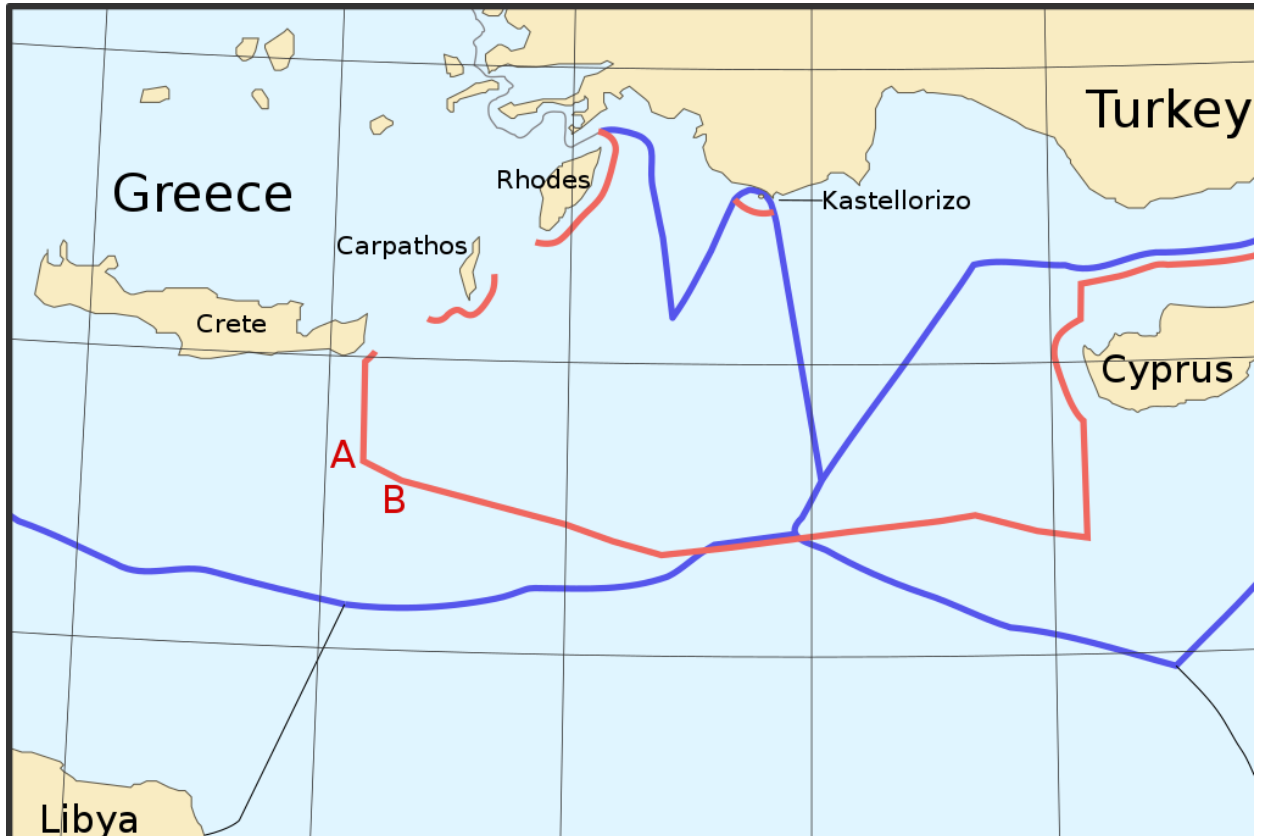 Turkey
Greece
Rhodes
Kastellorizo
Carpathos
Crete
Cyprus
A
B
Libya